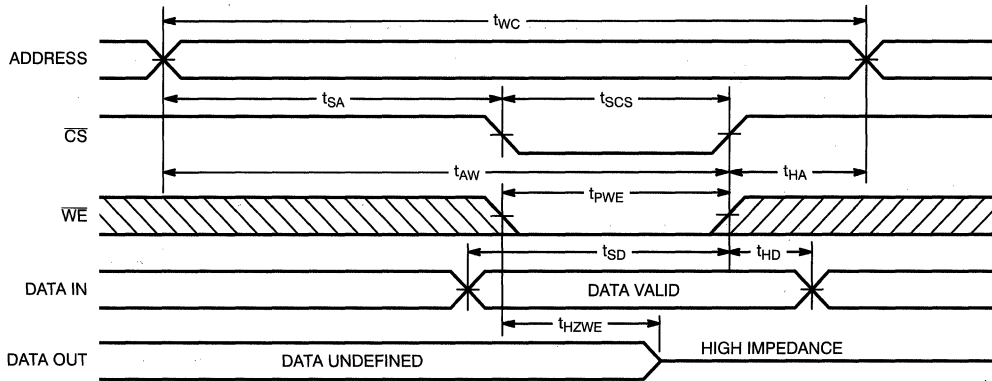 tWC
ADDRESS
tSA
tSCS
CS
tAW
tHA
tPWE
WE
tSD
tHD
DATA IN
DATA VALID
tHZWE
DATA OUT
DATA UNDEFINED
HIGH IMPEDANCE